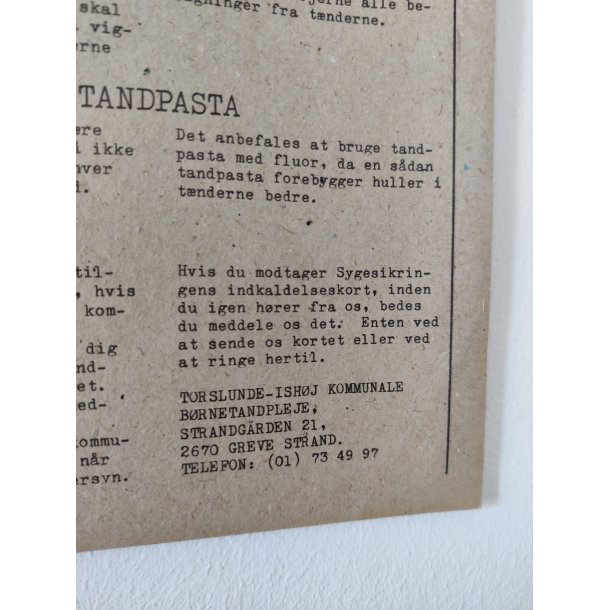 skal
vig-
rne
jerne alle be-
fra tænderne.
TANDPASTA
ere
i ikke
hver
Det anbefales at bruge tand-
pasta med fluor, da en sådan
tandpasta forebygger huller i
tænderne bedre.
til-
, hvis
kom-
dig
nd-
et.
ed-
ommu-
når
ersyn.
Hvis du modtager Sygesikrin-
gens indkaldelseskort, inden
du igen hører fra os, bedes
du meddele os det. Enten ved
at sende os kortet eller ved
at ringe hertil.
TORSLUNDE-ISHØJ KOMMUNALE
BØRNETANDPLEJE,
STRANDGÅRDEN 21,
2670 GREVE STRAND.
TELEFON: (01) 73 49 97